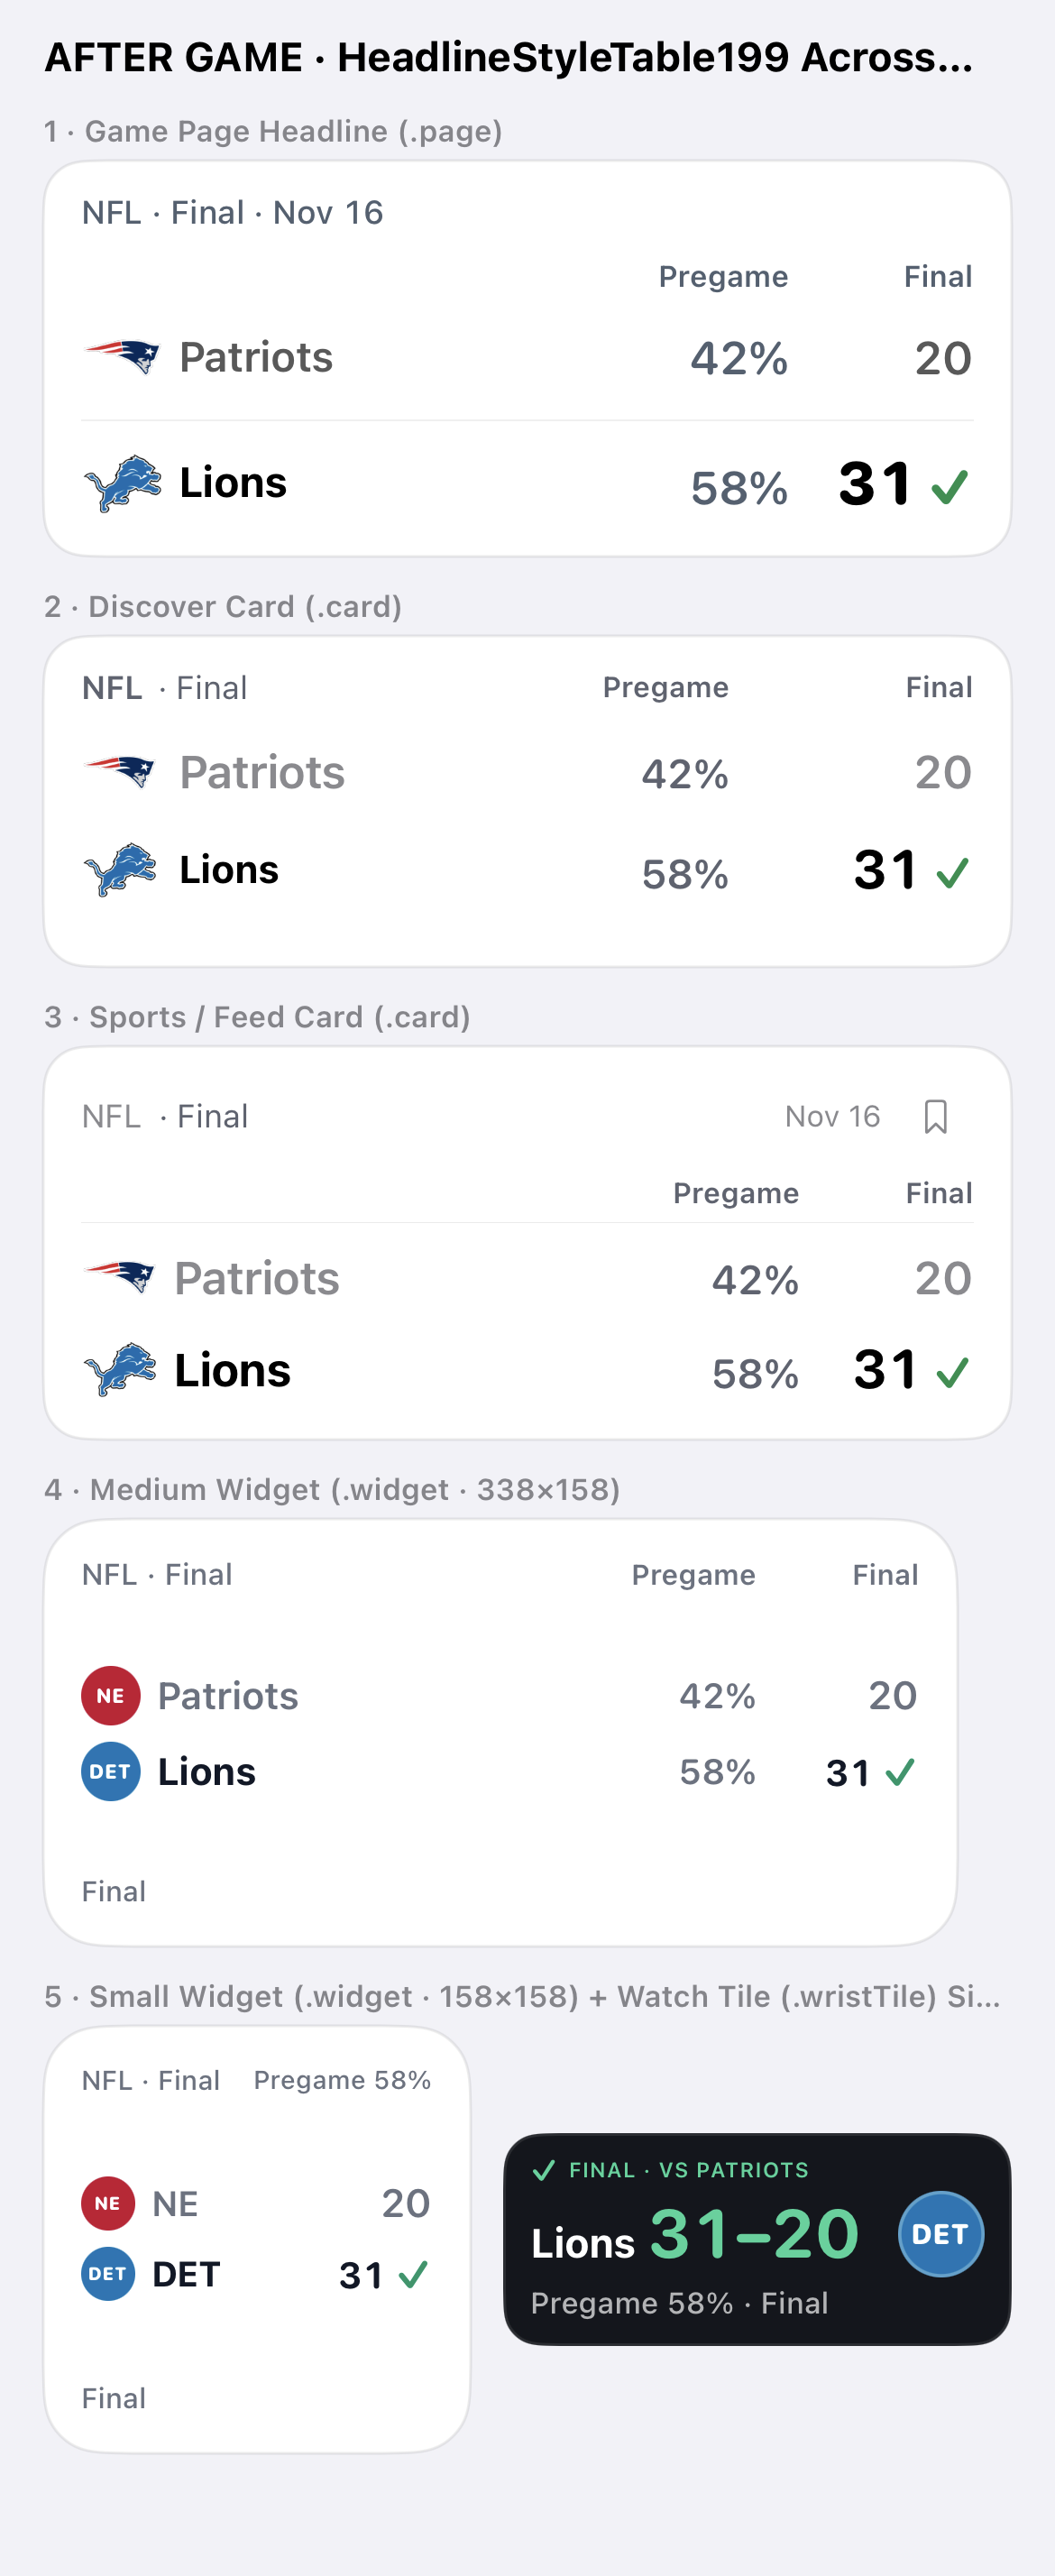 AFTER GAME · HeadlineStyleTable199 Across...
1 · Game Page Headline (.page)
NFL · Final · Nov 16
Pregame Final
Patriots 42% 20
Lions 58% 31 ✓
2 · Discover Card (.card)
NFL · Final Pregame Final
Patriots 42% 20
Lions 58% 31 ✓
3 · Sports / Feed Card (.card)
NFL · Final Nov 16
Pregame Final
Patriots 42% 20
Lions 58% 31 ✓
4 · Medium Widget (.widget · 338×158)
NFL · Final Pregame Final
NE Patriots 42% 20
DET Lions 58% 31 ✓
Final
5 · Small Widget (.widget · 158×158) + Watch Tile (.wristTile) Si...
NFL · Final Pregame 58%
NE NE 20
DET DET 31 ✓
Final
✓ FINAL · VS PATRIOTS
Lions 31–20 DET
Pregame 58% · Final